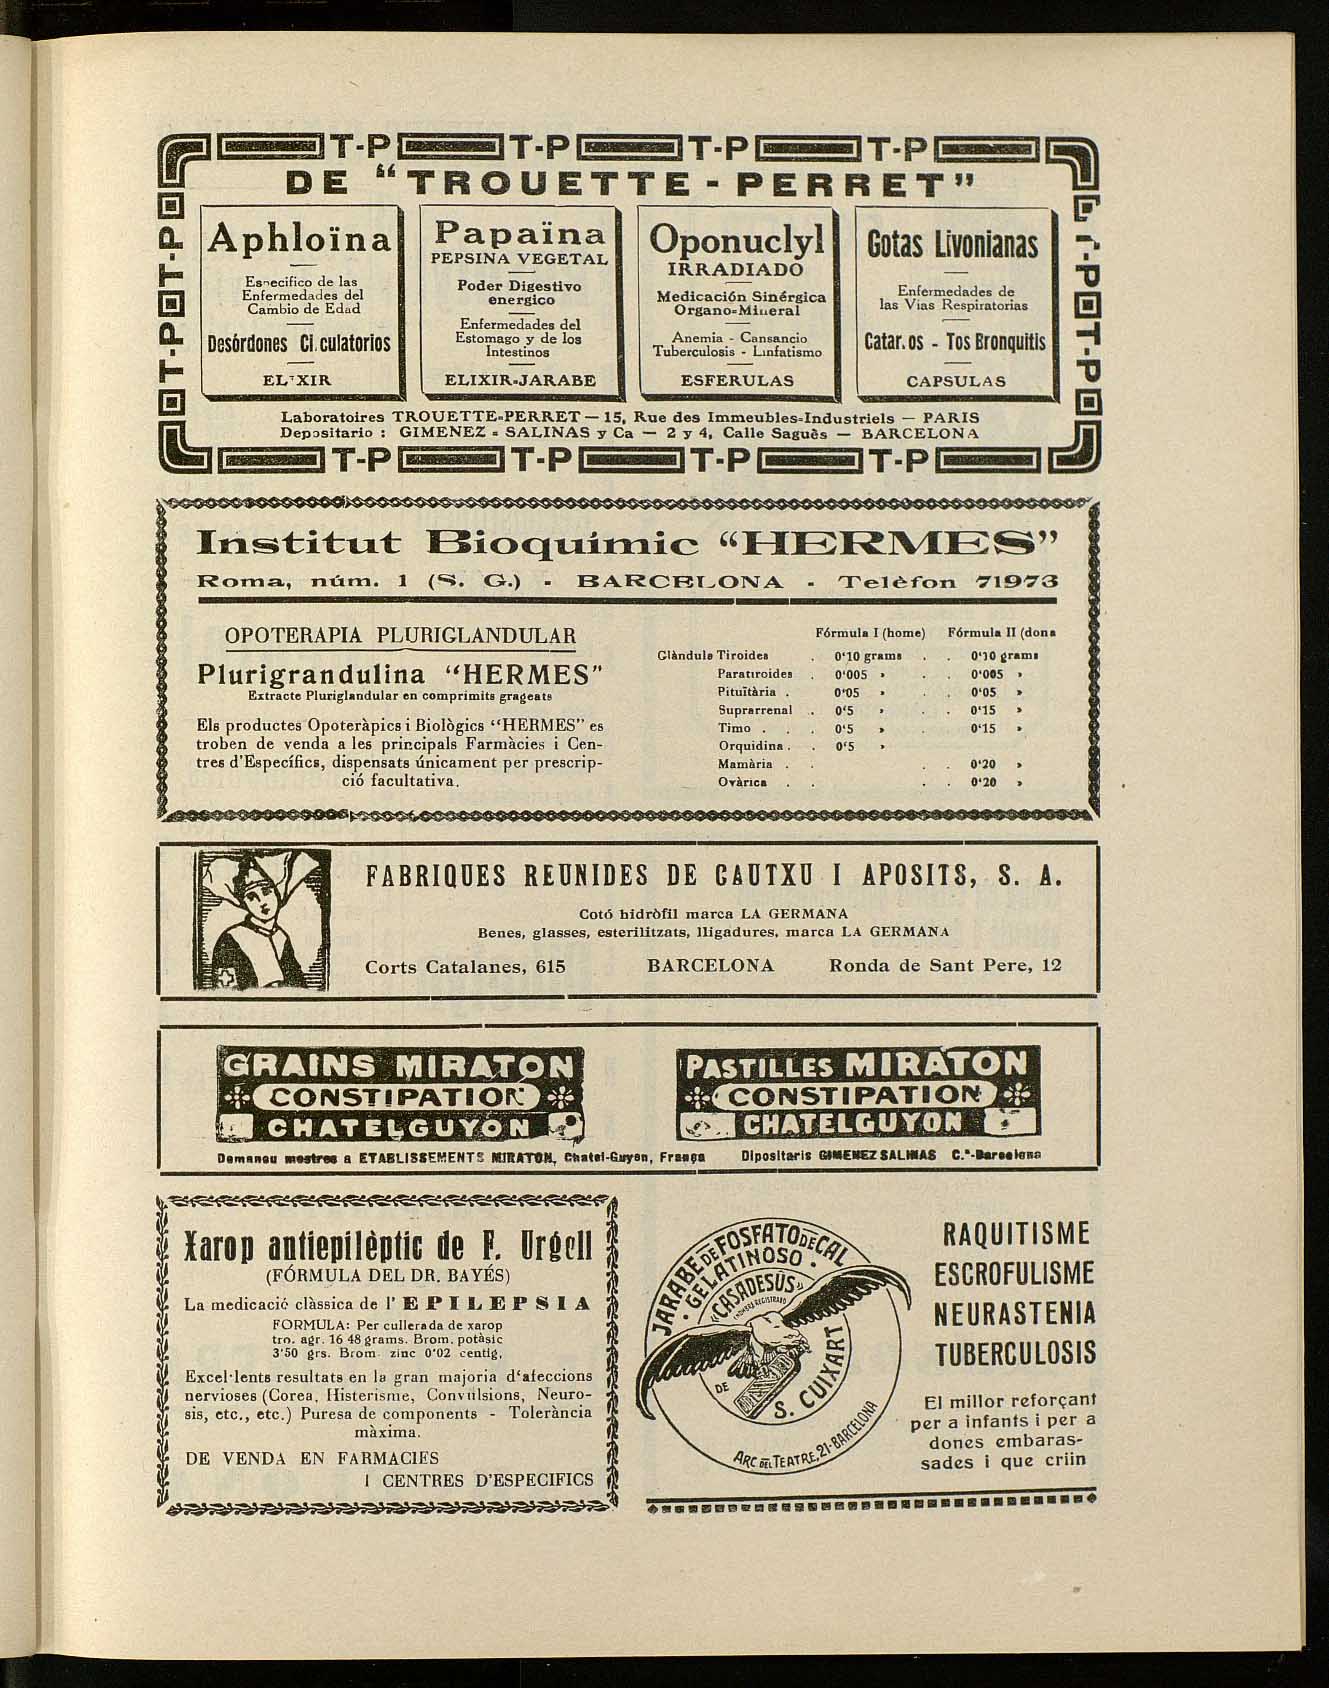 T-P T-P T-P T-P
DE "TROUETTE-PERRET"
Aphloïna
Especifico de las
Enfermedades del
Cambio de Edad
Desórdones Ci.culatorios
EL XIR
Papaïna
PEPSINA VEGETAL
Poder Digestivo
energico
Enfermedades del
Estomago y de los
Intestinos
ELIXIR-JARABE
Oponuclyl
IRRADIADO
Medicación Sinérgica
Organo-Mineral
Anemia - Cansancio
Tuberculosis - Linfatismo
ESFERULAS
Gotas Livonianas
Enfermedades de
las Vias Respiratorias
Catar.os - Tos Bronquitis
CAPSULAS
Laboratoires TROUETTE-PERRET — 15, Rue des Immeubles-Industriels — PARIS
Depositario : GIMENEZ - SALINAS y Ca — 2 y 4, Calle Saguès — BARCELONA
T-P T-P T-P T-P
T-P T-P
T-P T-P
Institut Bioquímic "HERMES"
Roma, núm. 1 (S. G.) - BARCELONA - Telèfon 71973
OPOTERAPIA PLURIGLANDULAR
Plurigrandulina "HERMES"
Extracte Pluriglandular en comprimits grageats
Els productes Opoteràpics i Biològics "HERMES" es
troben de venda a les principals Farmàcies i Cen-
tres d'Específics, dispensats únicament per prescrip-
ció facultativa.
Fórmula I (home) Fórmula II (dona
Glàndula Tiroides . 0'10 grams . . 0'10 grams
Paratiroides . 0'005 » . . 0'005 »
Pituïtària . 0'05 » . . 0'05 »
Suprarrenal . 0'5 » . . 0'15 »
Timo . . . 0'5 » . 0'15 »
Orquidina . . 0'5 »
Mamària . . . . 0'20 »
Ovàrica . . . . 0'20 »
FABRIQUES REUNIDES DE CAUTXU I APOSITS, S. A.
Cotó hidròfil marca LA GERMANA
Benes, glasses, esterilitzats, lligadures, marca LA GERMANA
Corts Catalanes, 615 BARCELONA Ronda de Sant Pere, 12
GRAINS MIRATON
CONSTIPATION
CHATELGUYON
PASTILLES MIRATON
CONSTIPATION
CHATELGUYON
Demaneu mostres a ETABLISSEMENTS MIRATON, Chatel-Guyon, França Dipositaris GIMENEZ SALINAS C.ª-Barcelona
Xarop antiepilèptic de F. Urgell
(FÓRMULA DEL DR. BAYÉS)
La medicació clàssica de l' EPILEPSIA
FORMULA: Per cullerada de xarop
trn. agr. 16 48 grams. Brom. potàsic
3'50 grs. Brom. zinc 0'02 centig.
Excel·lents resultats en la gran majoria d'afeccions
nervioses (Corea, Histerisme, Convulsions, Neuro-
sis, etc., etc.) Puresa de components - Tolerància
màxima.
DE VENDA EN FARMACIES
I CENTRES D'ESPECIFICS
JARABE DE FOSFATO DE CAL
· GELATINOSO ·
"CASADESÚS"
NOMBRE REGISTRADO
DE S. CUIXART
ARC DEL TEATRE, 21-BARCELONA
RAQUITISME
ESCROFULISME
NEURASTENIA
TUBERCULOSIS
El millor reforçant
per a infants i per a
dones embaras-
sades i que criin